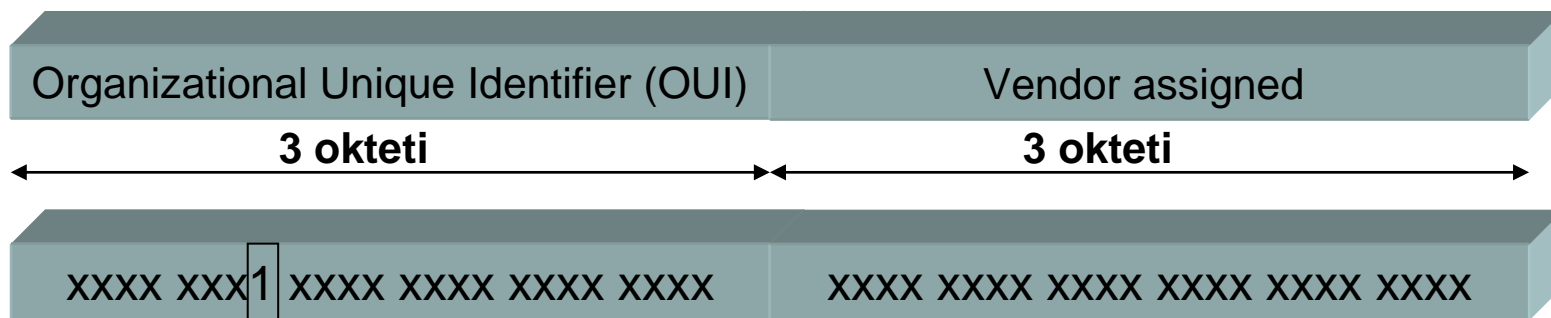 Organizational Unique Identifier (OUI) Vendor assigned
3 okteti 3 okteti
xxxx xxx1 xxxx xxxx xxxx xxxx xxxx xxxx xxxx xxxx xxxx xxxx